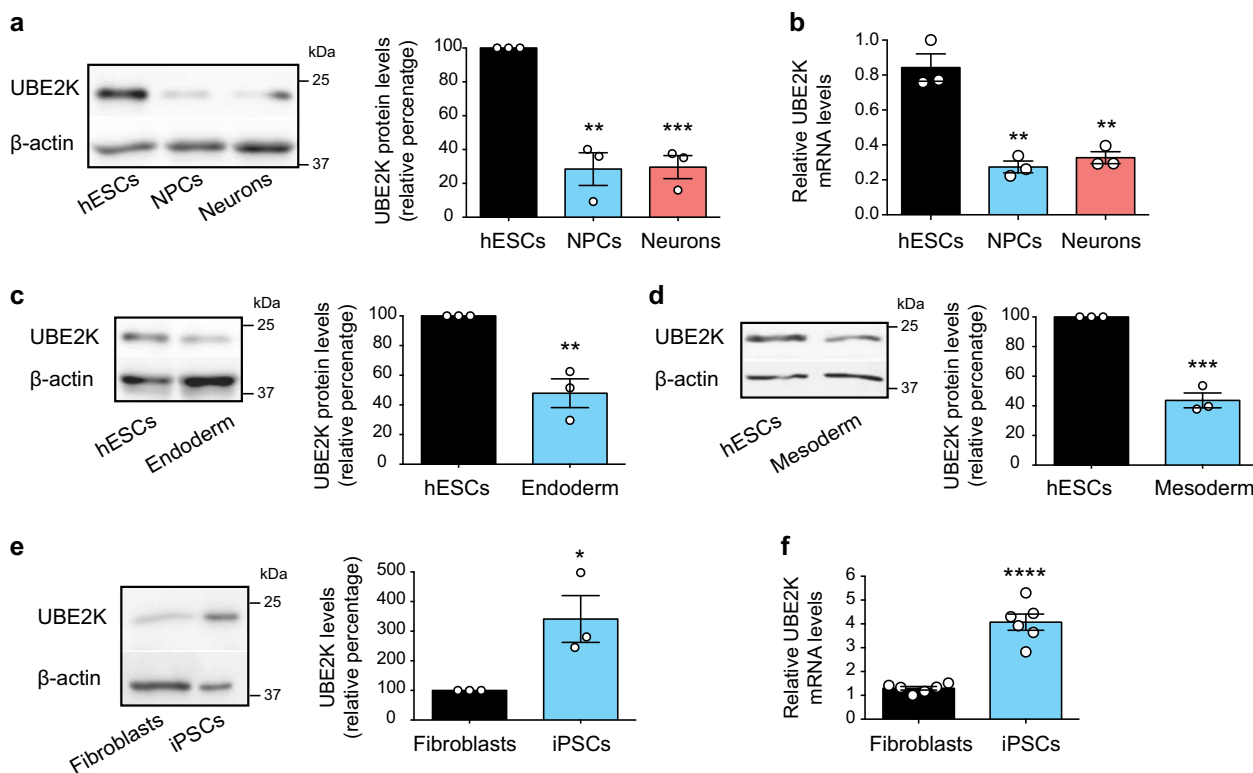 a
kDa
UBE2K
25
β-actin
37
hESCs
NPCs
Neurons
UBE2K protein levels
(relative percenatge)
100
80
60
40
20
0
**
***
hESCs
NPCs
Neurons
b
Relative UBE2K
mRNA levels
1.0
0.8
0.6
0.4
0.2
0.0
**
**
hESCs
NPCs
Neurons
c
kDa
UBE2K
25
β-actin
37
hESCs
Endoderm
UBE2K protein levels
(relative percenatge)
100
80
60
40
20
0
**
hESCs
Endoderm
d
kDa
UBE2K
25
β-actin
37
hESCs
Mesoderm
UBE2K protein levels
(relative percenatge)
100
80
60
40
20
0
***
hESCs
Mesoderm
e
kDa
UBE2K
25
β-actin
37
Fibroblasts
iPSCs
UBE2K levels
(relative percentage)
500
400
300
200
100
0
*
Fibroblasts
iPSCs
f
Relative UBE2K
mRNA levels
6
5
4
3
2
1
0
****
Fibroblasts
iPSCs